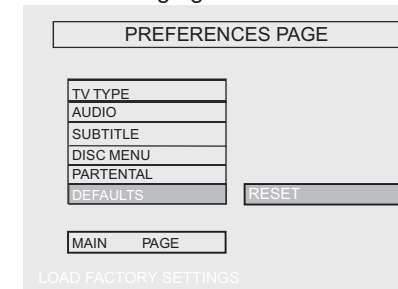 PREFERENCES PAGE
TV TYPE
AUDIO
SUBTITLE
DISC MENU
PARTENTAL
DEFAULTS RESET
MAIN PAGE
LOAD FACTORY SETTINGS